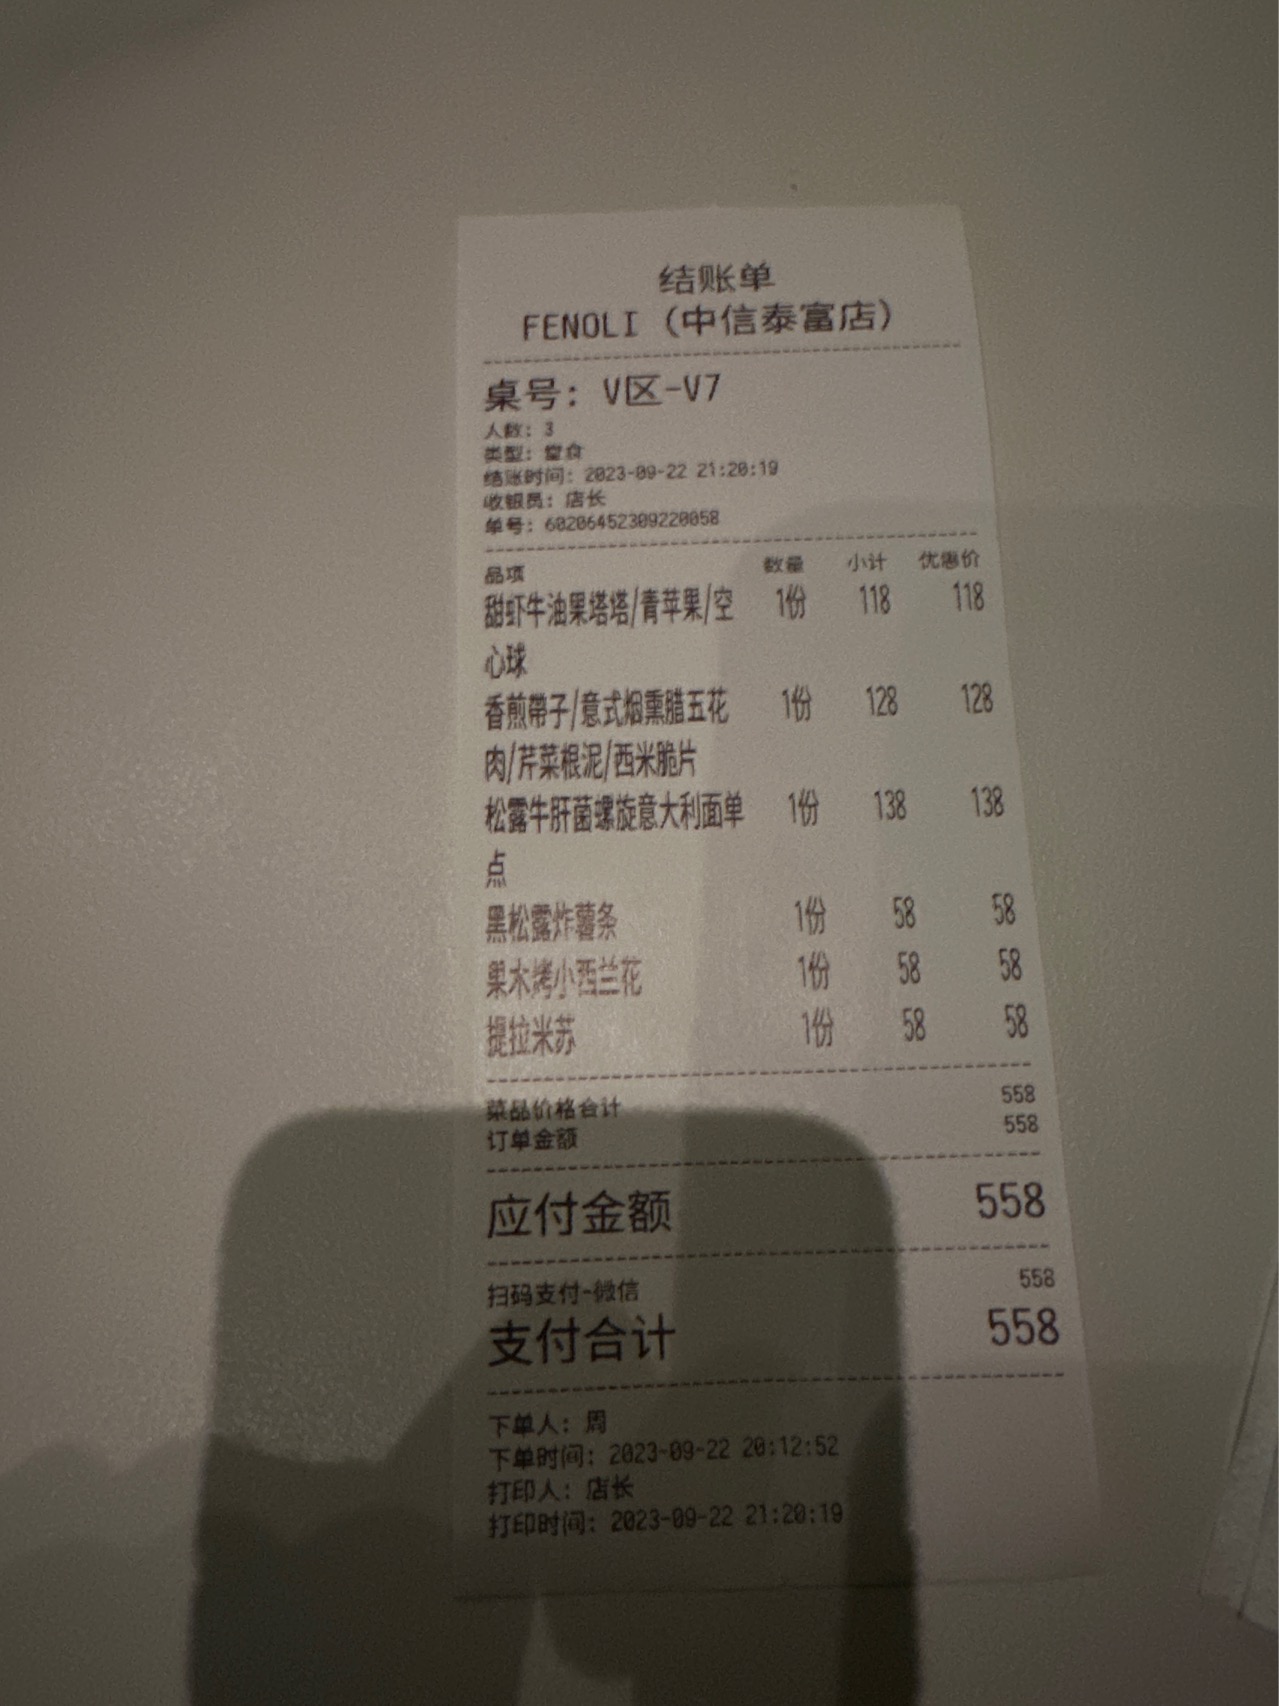 结账单
FENOLI（中信泰富店）
桌号：V区-V7
人数：3
类型：堂食
结账时间：2023-09-22 21:20:19
收银员：店长
单号：60206452309220058
品项 数量 小计 优惠价
甜虾牛油果塔塔/青苹果/空 1份 118 118
心球
香煎帶子/意式烟熏腊五花 1份 128 128
肉/芹菜根泥/西米脆片
松露牛肝菌螺旋意大利面单 1份 138 138
点
黑松露炸薯条 1份 58 58
果木烤小西兰花 1份 58 58
提拉米苏 1份 58 58
菜品价格合计 558
订单金额 558
应付金额 558
扫码支付-微信 558
支付合计 558
下单人：周
下单时间：2023-09-22 20:12:52
打印人：店长
打印时间：2023-09-22 21:20:19